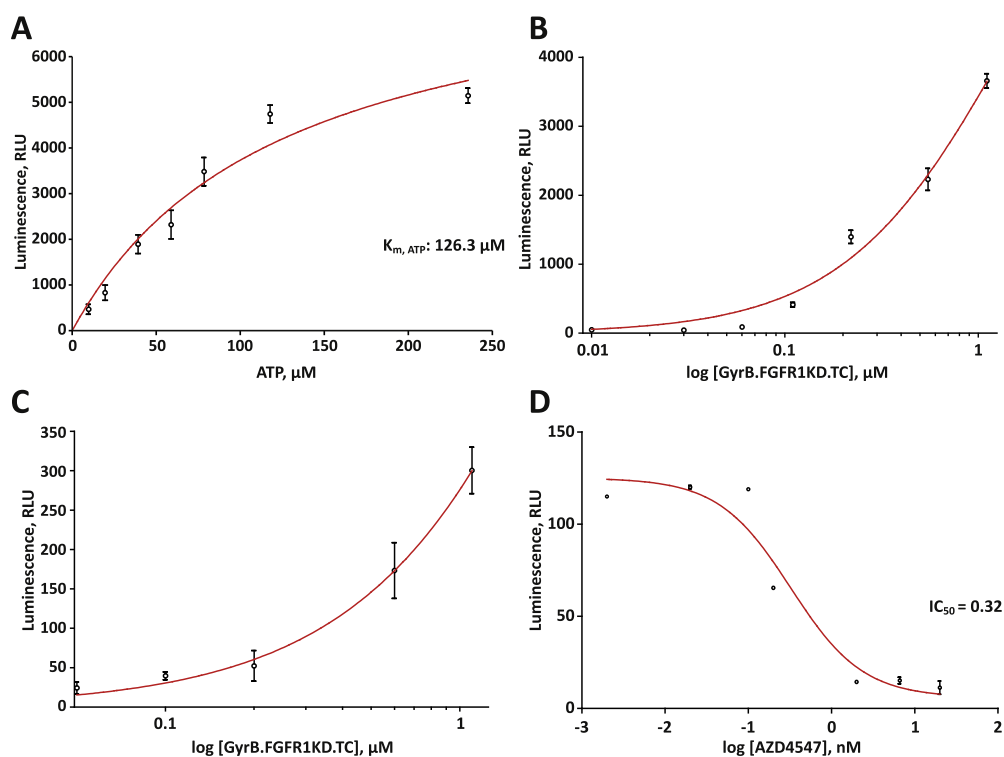 A
6000
5000
4000
3000
2000
1000
0
Luminescence, RLU
Km, ATP: 126.3 µM
0 50 100 150 200 250
ATP, µM
B
4000
3000
2000
1000
0
Luminescence, RLU
0.01 0.1 1
log [GyrB.FGFR1KD.TC], µM
C
350
300
250
200
150
100
50
0
Luminescence, RLU
0.1 1
log [GyrB.FGFR1KD.TC], µM
D
150
100
50
0
Luminescence, RLU
IC50 = 0.32
-3 -2 -1 0 1 2
log [AZD4547], nM